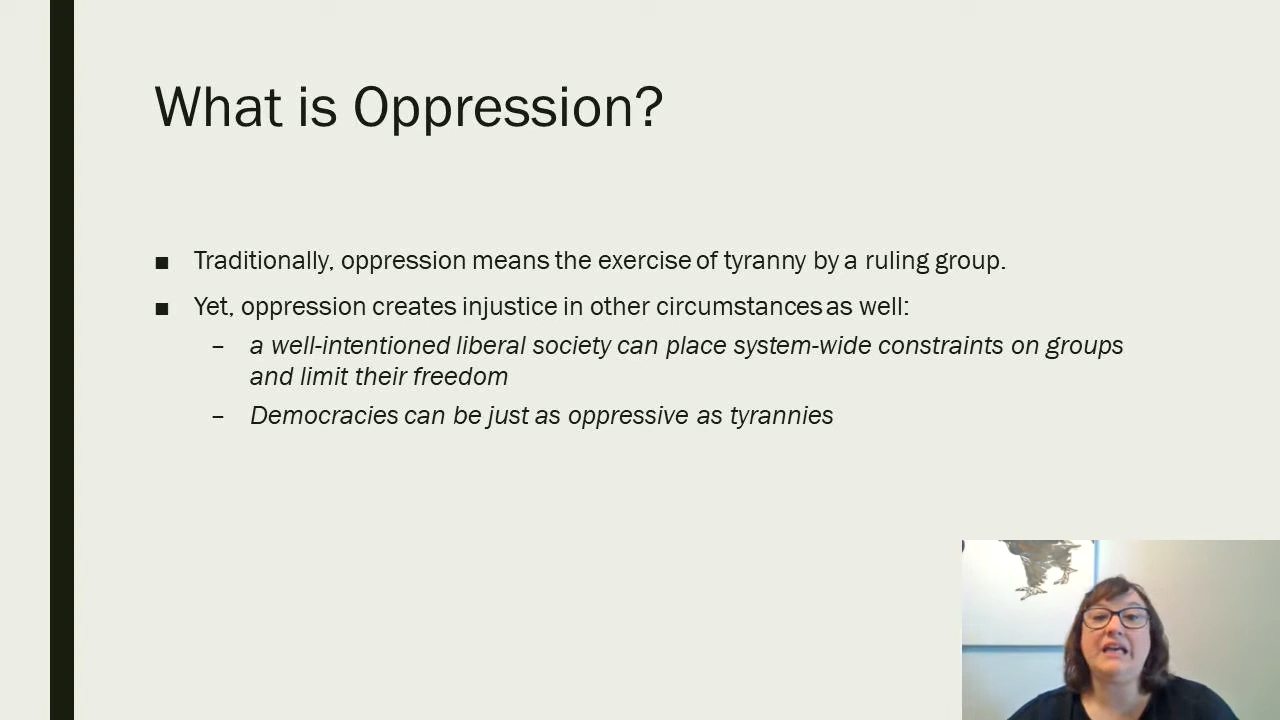 What is Oppression?
■ Traditionally, oppression means the exercise of tyranny by a ruling group.
■ Yet, oppression creates injustice in other circumstances as well:
– a well-intentioned liberal society can place system-wide constraints on groups
and limit their freedom
– Democracies can be just as oppressive as tyrannies